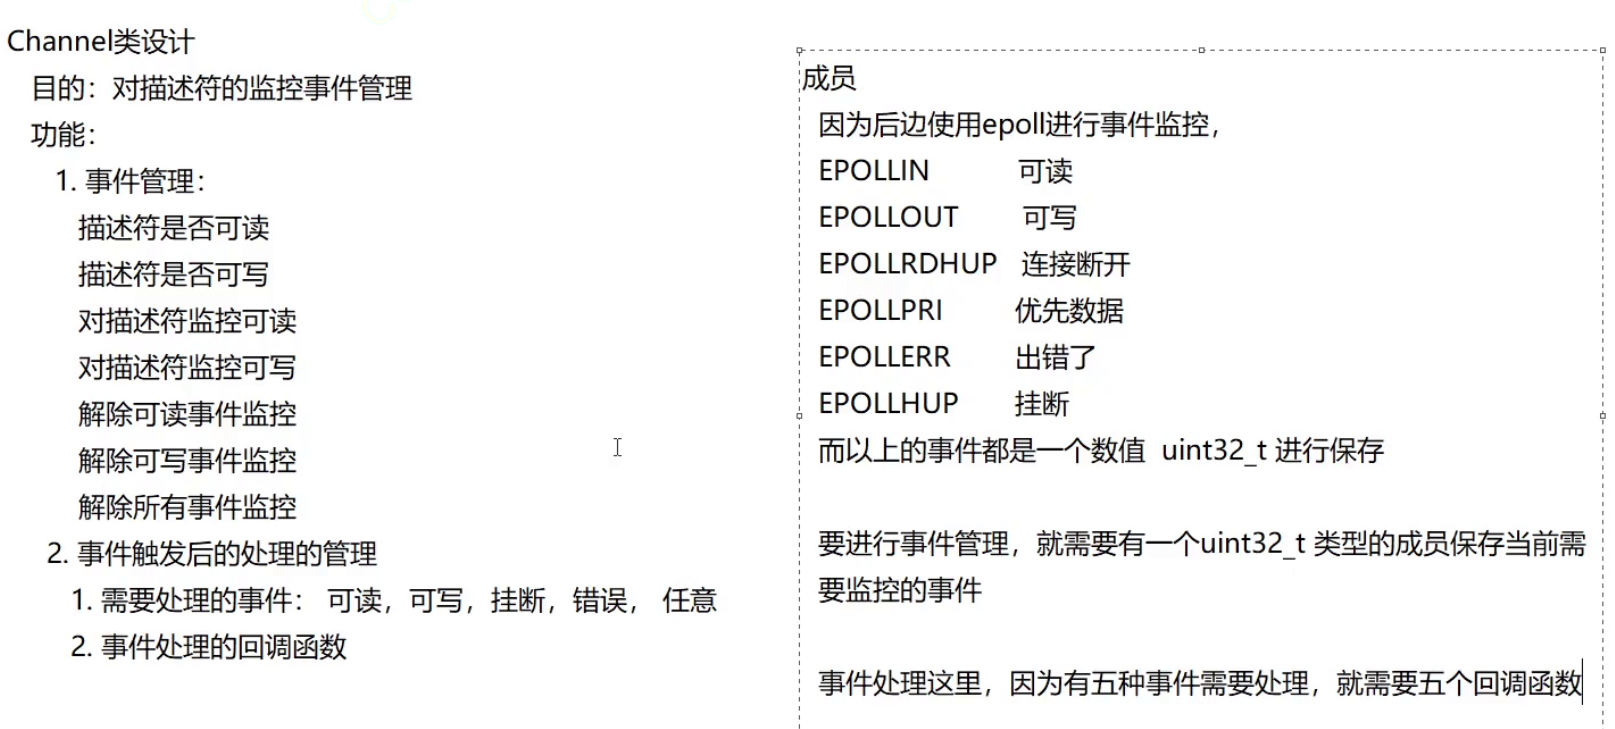 Channel类设计
目的：对描述符的监控事件管理
功能：
1. 事件管理：
描述符是否可读
描述符是否可写
对描述符监控可读
对描述符监控可写
解除可读事件监控
解除可写事件监控
解除所有事件监控
2. 事件触发后的处理的管理
1. 需要处理的事件： 可读，可写，挂断，错误， 任意
2. 事件处理的回调函数
成员
因为后边使用epoll进行事件监控，
EPOLLIN 可读
EPOLLOUT 可写
EPOLLRDHUP 连接断开
EPOLLPRI 优先数据
EPOLLERR 出错了
EPOLLHUP 挂断
而以上的事件都是一个数值 uint32_t 进行保存
要进行事件管理，就需要有一个uint32_t 类型的成员保存当前需
要监控的事件
事件处理这里，因为有五种事件需要处理，就需要五个回调函数